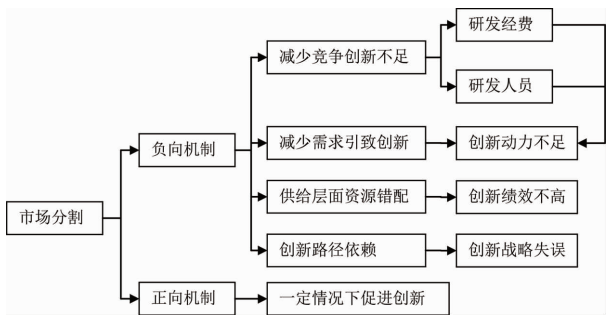 研发经费
减少竞争创新不足
研发人员
负向机制
减少需求引致创新
创新动力不足
供给层面资源错配
创新绩效不高
市场分割
创新路径依赖
创新战略失误
正向机制
一定情况下促进创新